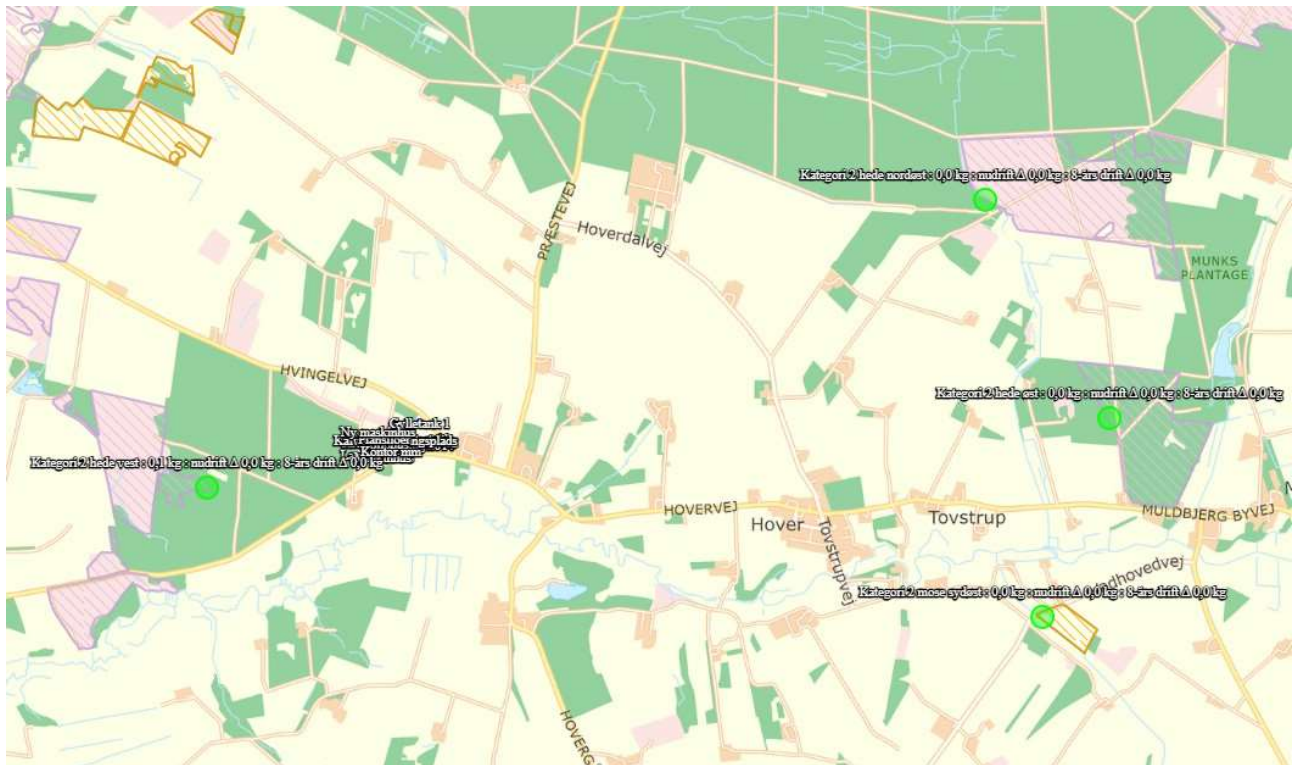 Kategori 2 hede nordøst : 0,0 kg : nudrift Δ 0,0 kg : 8-års drift Δ 0,0 kg
PRÆSTEVEJ
Hoverdalvej
MUNKS
PLANTAGE
HVINGELVEJ
Kategori 2 hede øst : 0,0 kg : nudrift Δ 0,0 kg : 8-års drift Δ 0,0 kg
Gylletank 1
Ny maskinhus
Kontor mm
Kategori 2 hede vest : 0,1 kg : nudrift Δ 0,0 kg : 8-års drift Δ 0,0 kg
HOVERVEJ
Hover
Tovstrup
MULDBJERG BYVEJ
Tovstrupvej
Kategori 2 mose sydøst : 0,0 kg : nudrift Δ 0,0 kg : 8-års drift Δ 0,0 kg